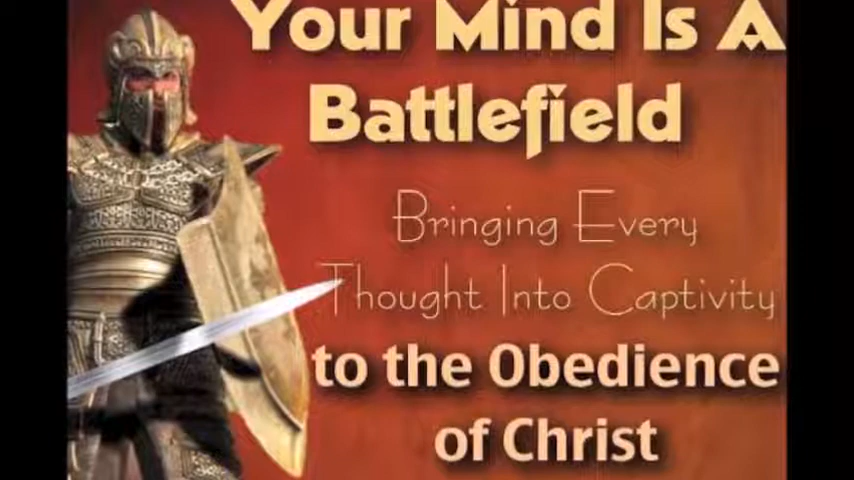 Your Mind Is A
Battlefield
Bringing Every
Thought Into Captivity
to the Obedience
of Christ